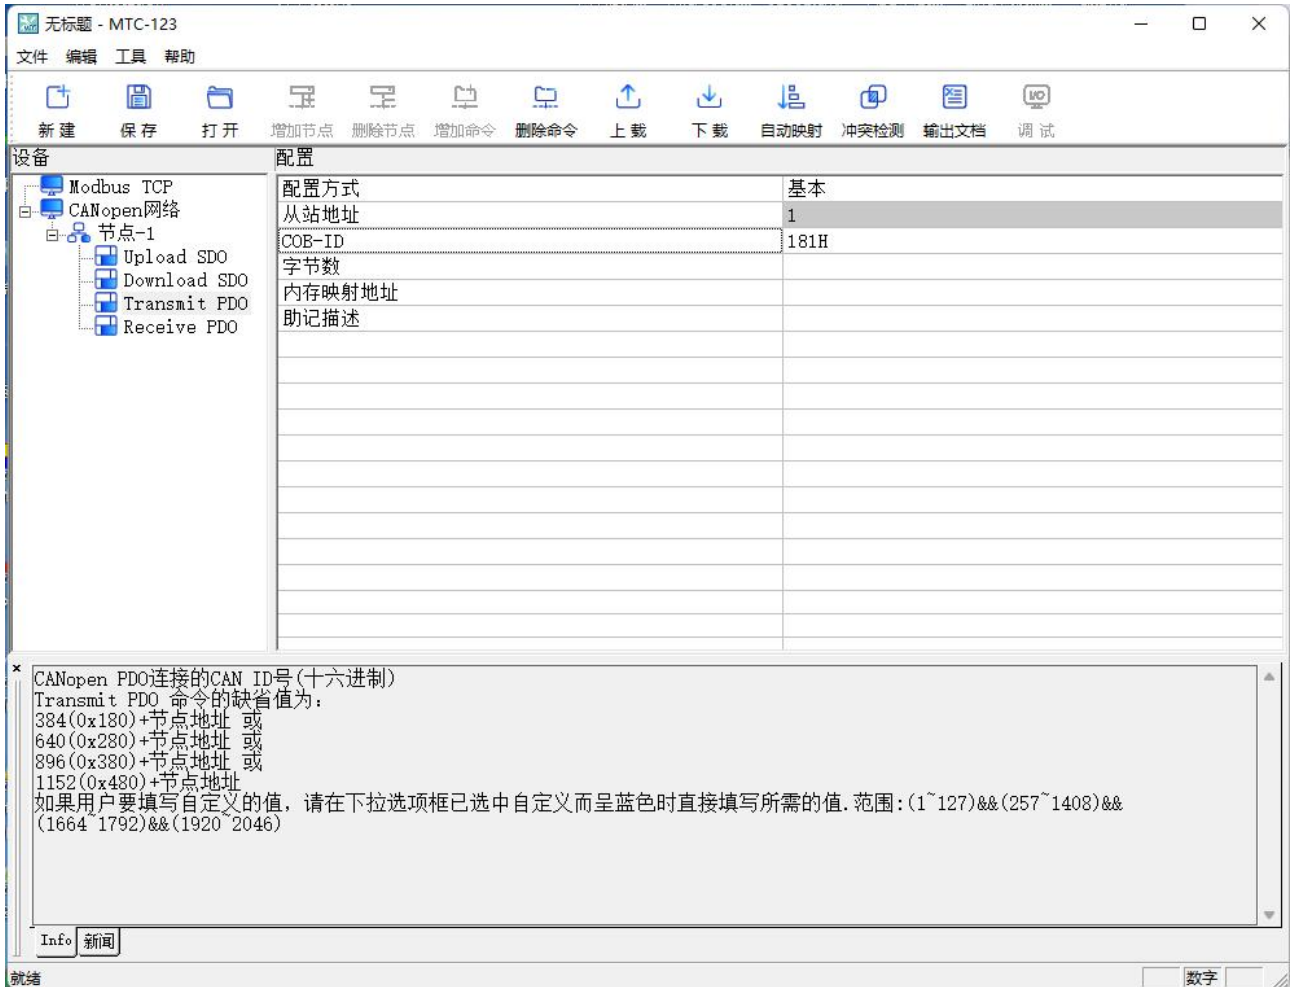 无标题 - MTC-123
文件 编辑 工具 帮助
新建 保存 打开 增加节点 删除节点 增加命令 删除命令 上载 下载 自动映射 冲突检测 输出文档 调试
设备
Modbus TCP
CANopen网络
节点-1
Upload SDO
Download SDO
Transmit PDO
Receive PDO
配置
配置方式 基本
从站地址 1
COB-ID 181H
字节数
内存映射地址
助记描述
CANopen PDO连接的CAN ID号(十六进制)
Transmit PDO 命令的缺省值为:
384(0x180)+节点地址 或
640(0x280)+节点地址 或
896(0x380)+节点地址 或
1152(0x480)+节点地址
如果用户要填写自定义的值, 请在下拉选项框已选中自定义而呈蓝色时直接填写所需的值.范围:(1~127)&&(257~1408)&&
(1664~1792)&&(1920~2046)
Info 新闻
就绪 数字